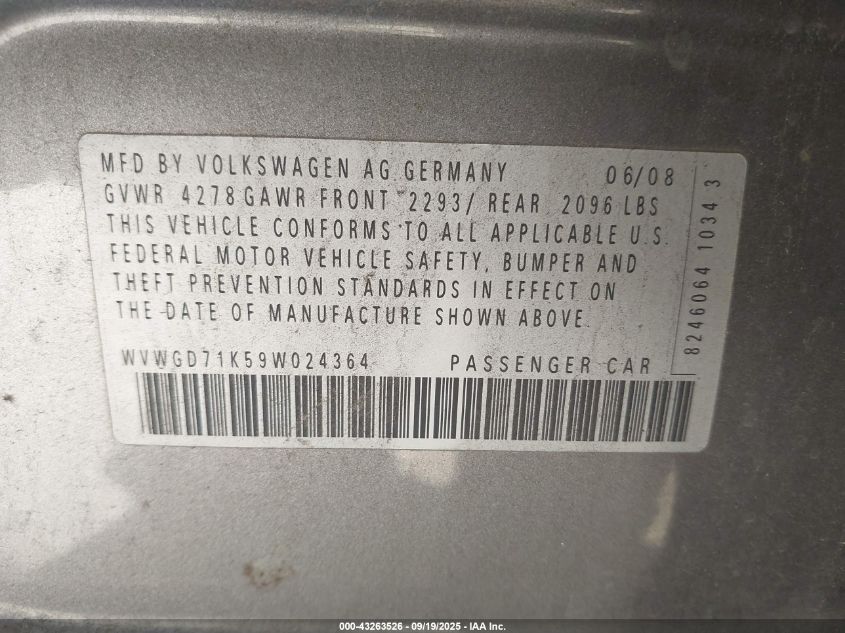 MFD BY VOLKSWAGEN AG GERMANY 06/08
GVWR 4278 GAWR FRONT 2293/ REAR 2096 LBS
THIS VEHICLE CONFORMS TO ALL APPLICABLE U.S.
FEDERAL MOTOR VEHICLE SAFETY, BUMPER AND
THEFT PREVENTION STANDARDS IN EFFECT ON
THE DATE OF MANUFACTURE SHOWN ABOVE.
WVWGD71K59W024364 PASSENGER CAR
8246064 1034 3
000-43263526 - 09/19/2025 - IAA Inc.